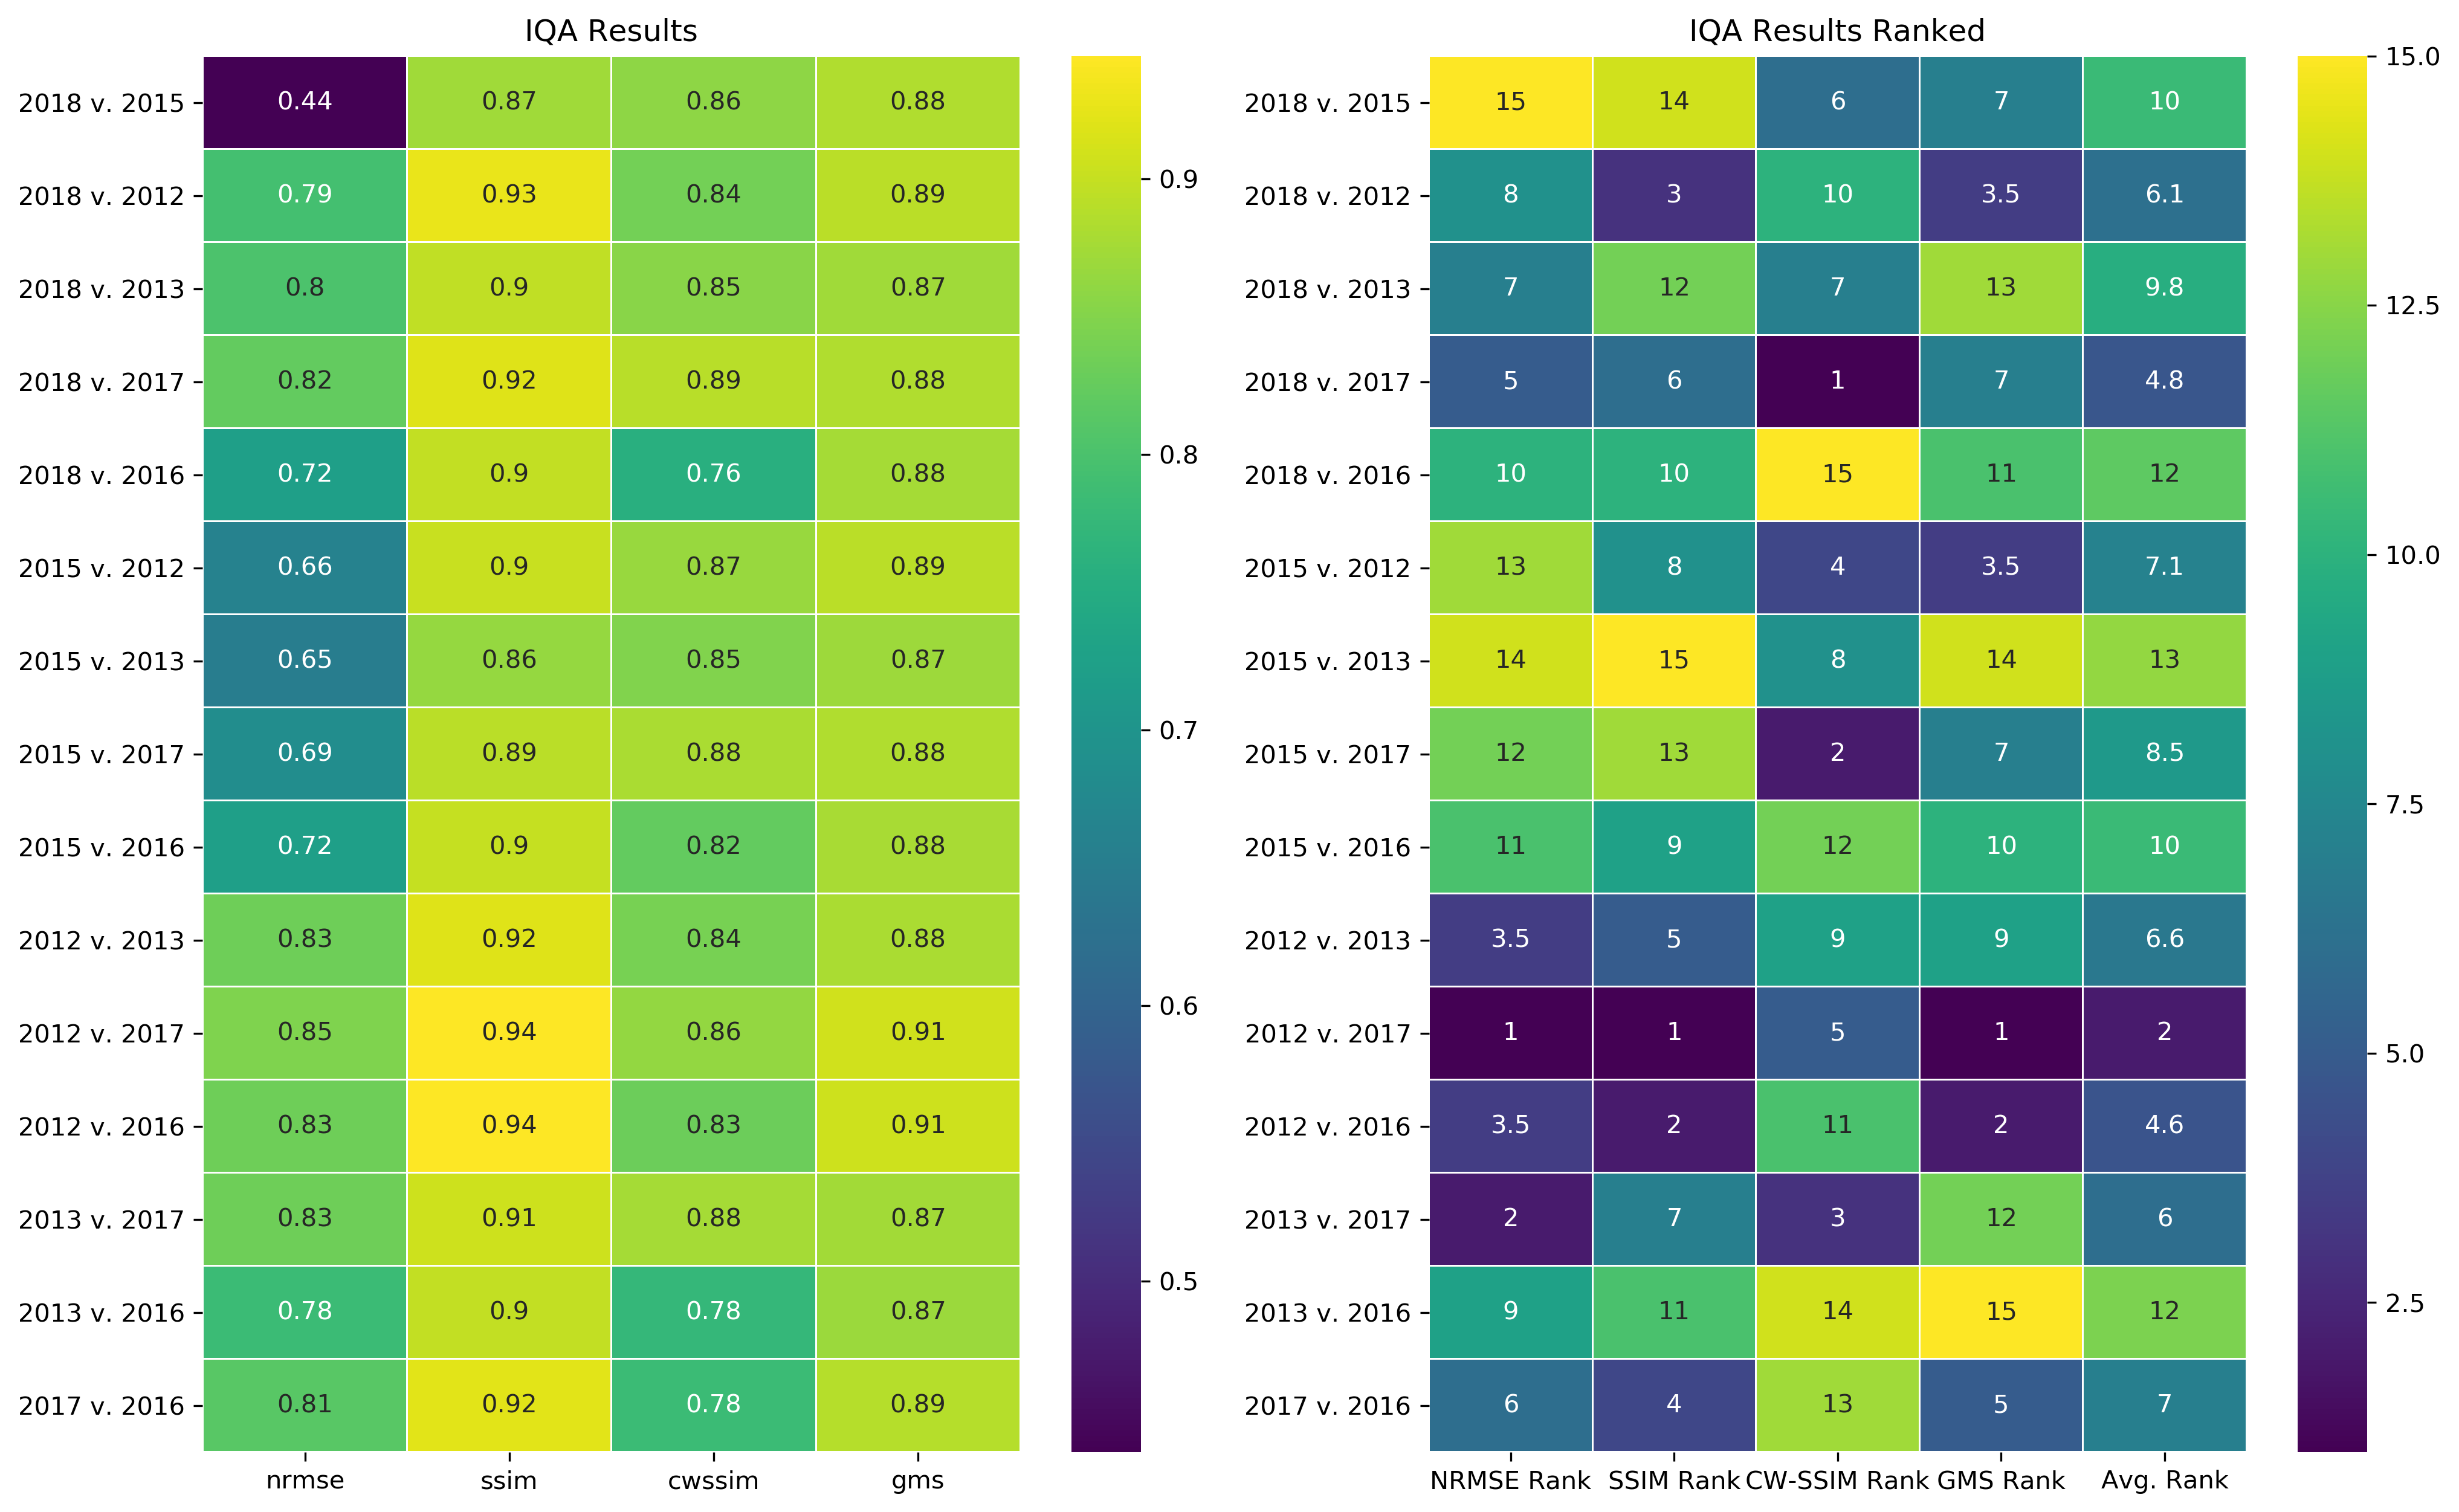 IQA Results
2018 v. 2015 0.44 0.87 0.86 0.88
2018 v. 2012 0.79 0.93 0.84 0.89
2018 v. 2013 0.8 0.9 0.85 0.87
2018 v. 2017 0.82 0.92 0.89 0.88
2018 v. 2016 0.72 0.9 0.76 0.88
2015 v. 2012 0.66 0.9 0.87 0.89
2015 v. 2013 0.65 0.86 0.85 0.87
2015 v. 2017 0.69 0.89 0.88 0.88
2015 v. 2016 0.72 0.9 0.82 0.88
2012 v. 2013 0.83 0.92 0.84 0.88
2012 v. 2017 0.85 0.94 0.86 0.91
2012 v. 2016 0.83 0.94 0.83 0.91
2013 v. 2017 0.83 0.91 0.88 0.87
2013 v. 2016 0.78 0.9 0.78 0.87
2017 v. 2016 0.81 0.92 0.78 0.89
nrmse ssim cwssim gms
0.9
0.8
0.7
0.6
0.5
IQA Results Ranked
2018 v. 2015 15 14 6 7 10
2018 v. 2012 8 3 10 3.5 6.1
2018 v. 2013 7 12 7 13 9.8
2018 v. 2017 5 6 1 7 4.8
2018 v. 2016 10 10 15 11 12
2015 v. 2012 13 8 4 3.5 7.1
2015 v. 2013 14 15 8 14 13
2015 v. 2017 12 13 2 7 8.5
2015 v. 2016 11 9 12 10 10
2012 v. 2013 3.5 5 9 9 6.6
2012 v. 2017 1 1 5 1 2
2012 v. 2016 3.5 2 11 2 4.6
2013 v. 2017 2 7 3 12 6
2013 v. 2016 9 11 14 15 12
2017 v. 2016 6 4 13 5 7
NRMSE Rank SSIM Rank CW-SSIM Rank GMS Rank Avg. Rank
15.0
12.5
10.0
7.5
5.0
2.5